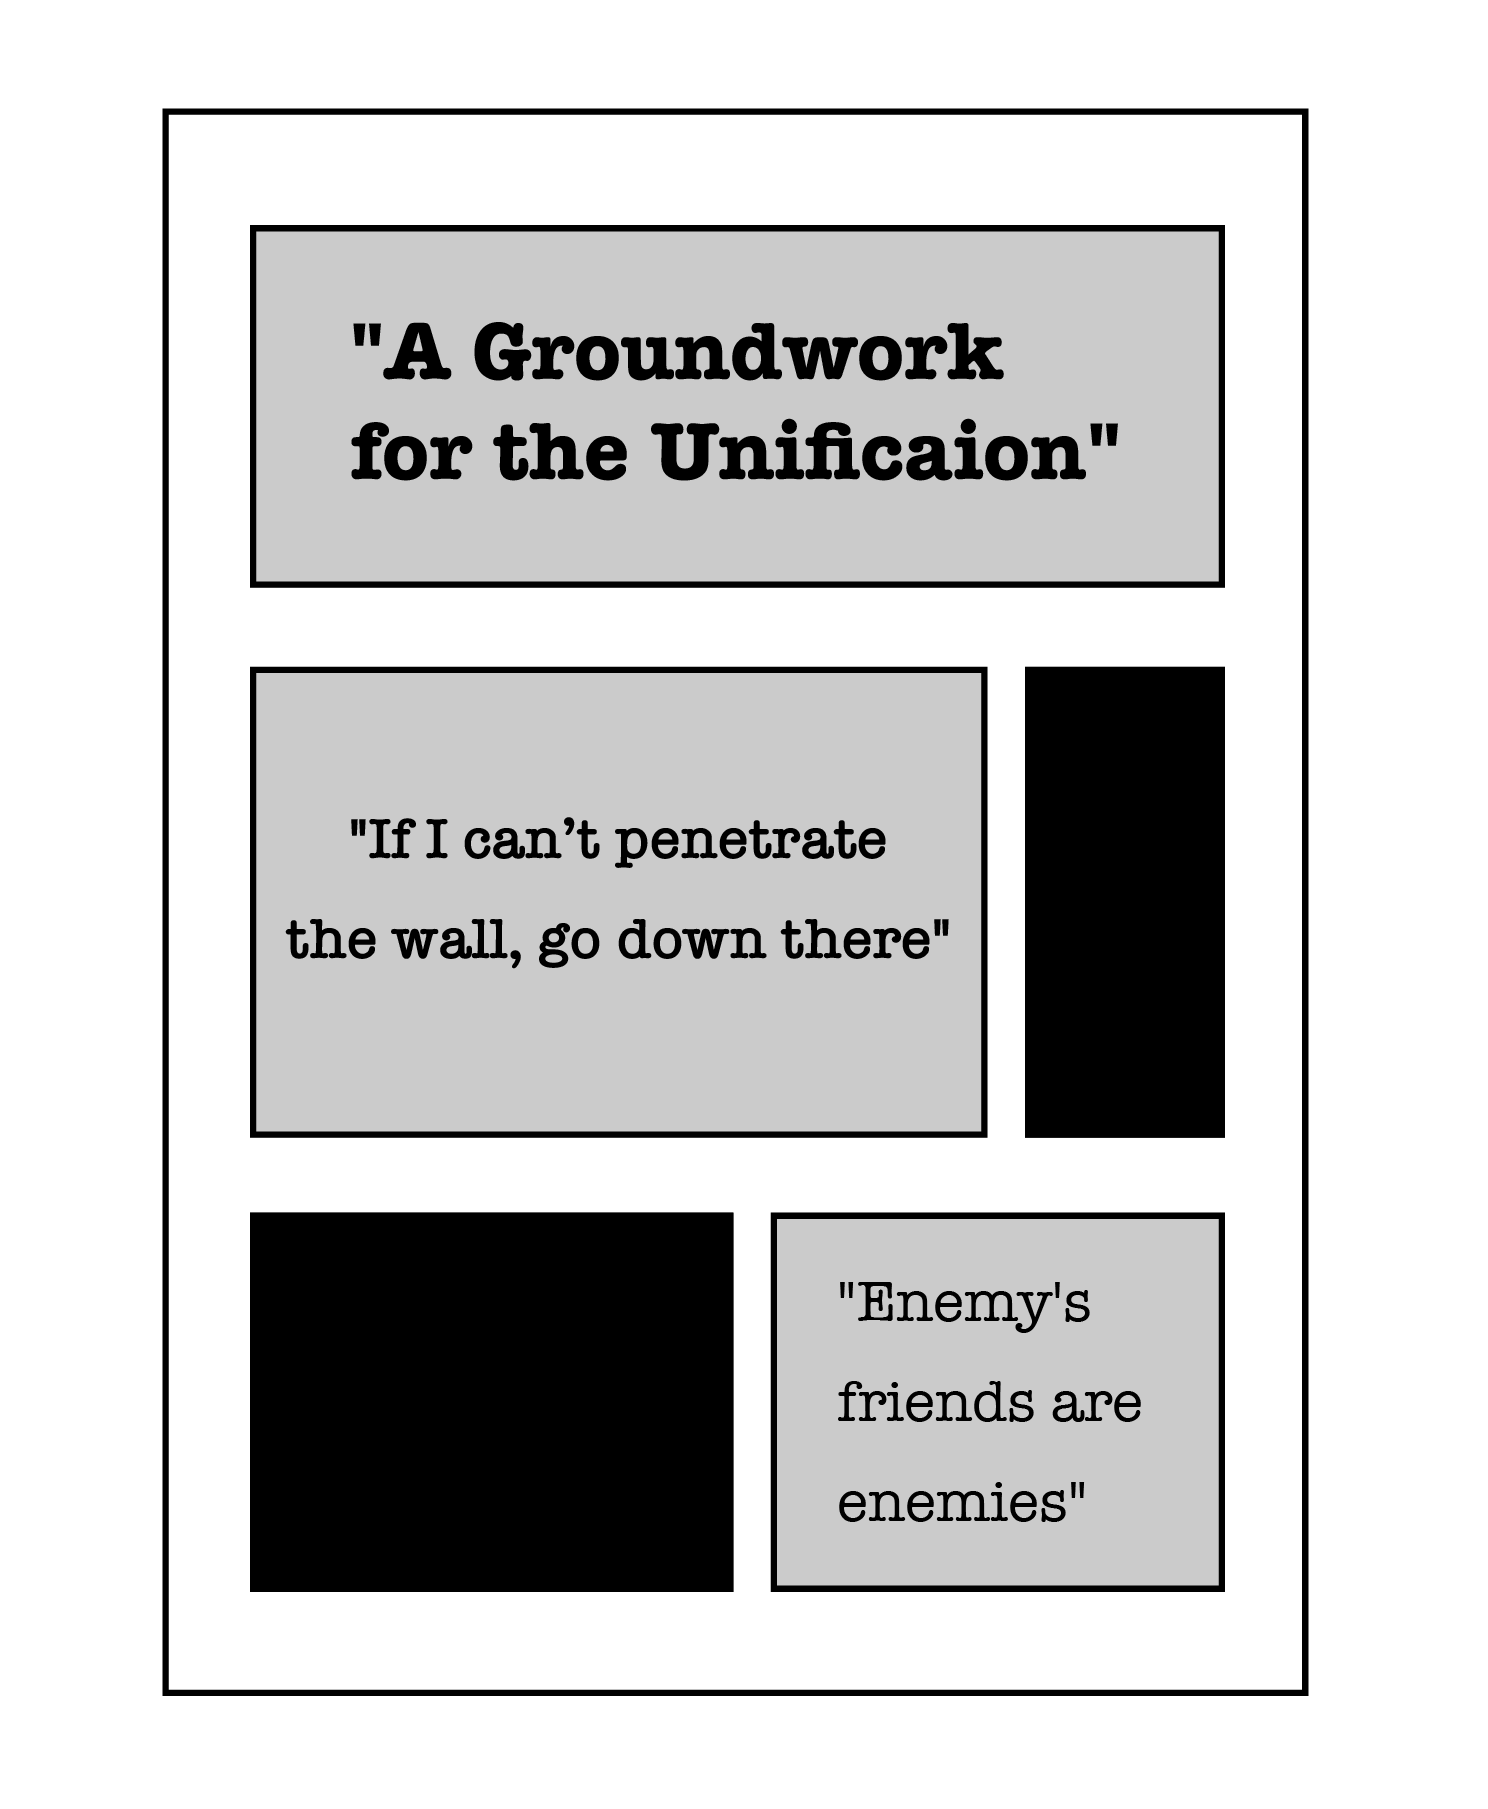 "A Groundwork
for the Unificaion"
"If I can’t penetrate
the wall, go down there"
"Enemy's
friends are
enemies"